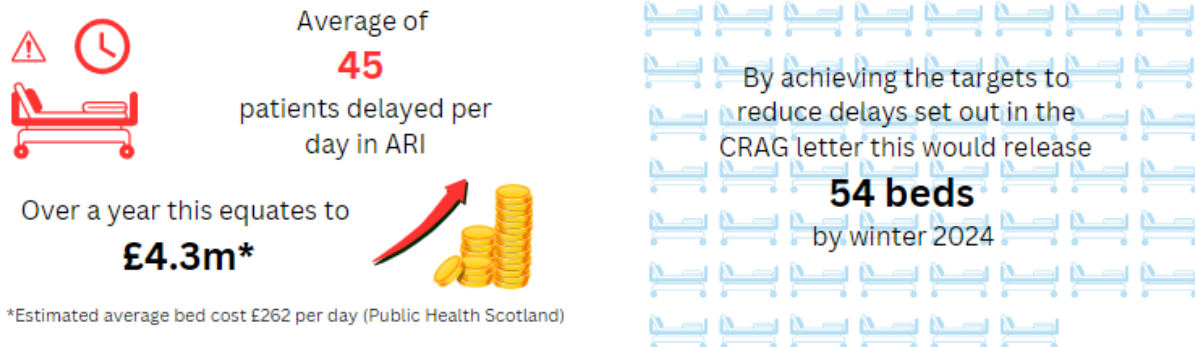 Average of
45
patients delayed per
day in ARI
Over a year this equates to
£4.3m*
*Estimated average bed cost £262 per day (Public Health Scotland)
By achieving the targets to
reduce delays set out in the
CRAG letter this would release
54 beds
by winter 2024